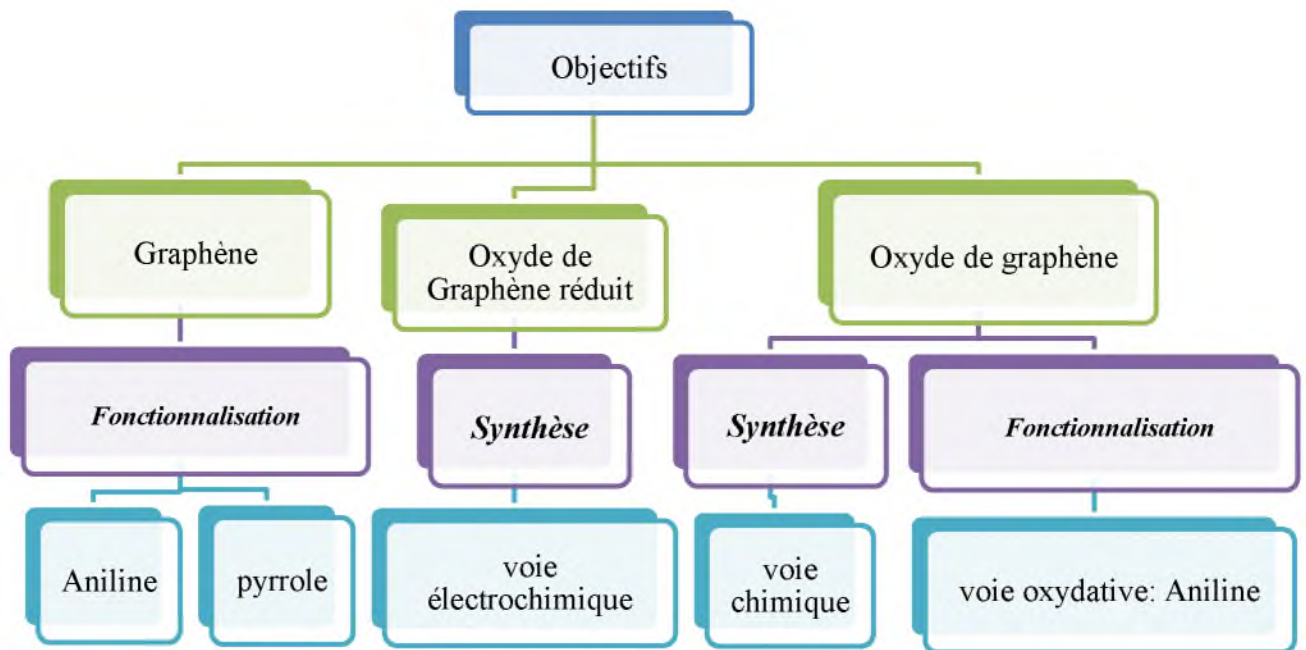 Objectifs
Graphène
Oxyde de
Graphène réduit
Oxyde de graphène
Fonctionnalisation
Synthèse
Synthèse
Fonctionnalisation
Aniline
pyrrole
voie
électrochimique
voie
chimique
voie oxydative: Aniline